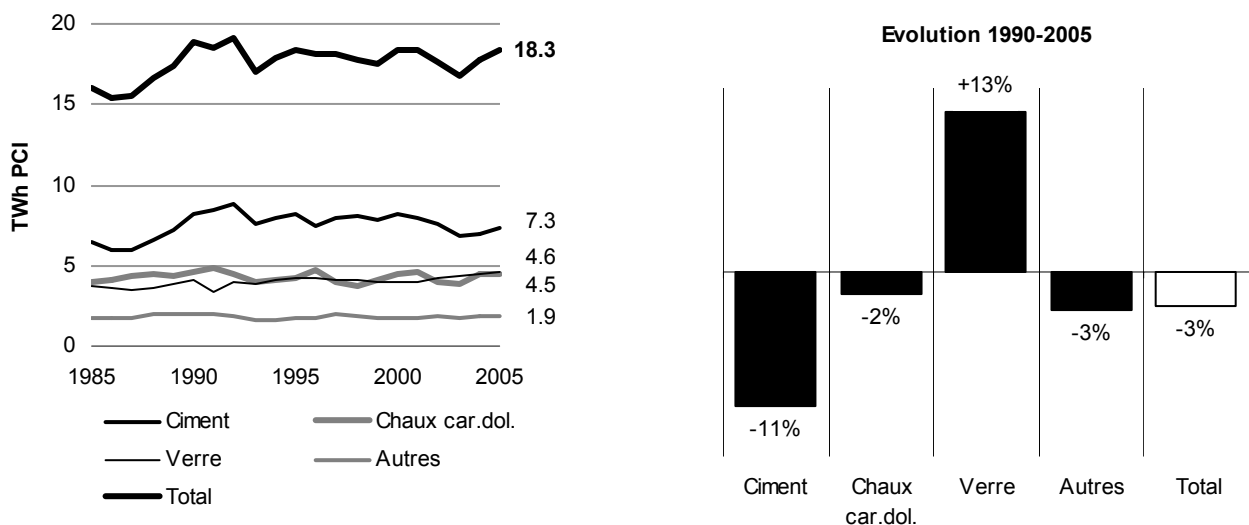 20
15
10
5
0
TWh PCI
18.3
7.3
4.6
4.5
1.9
1985 1990 1995 2000 2005
Ciment Chaux car.dol.
Verre Autres
Total
Evolution 1990-2005
+13%
-2%
-3%
-3%
-11%
Ciment Chaux Verre Autres Total
car.dol.